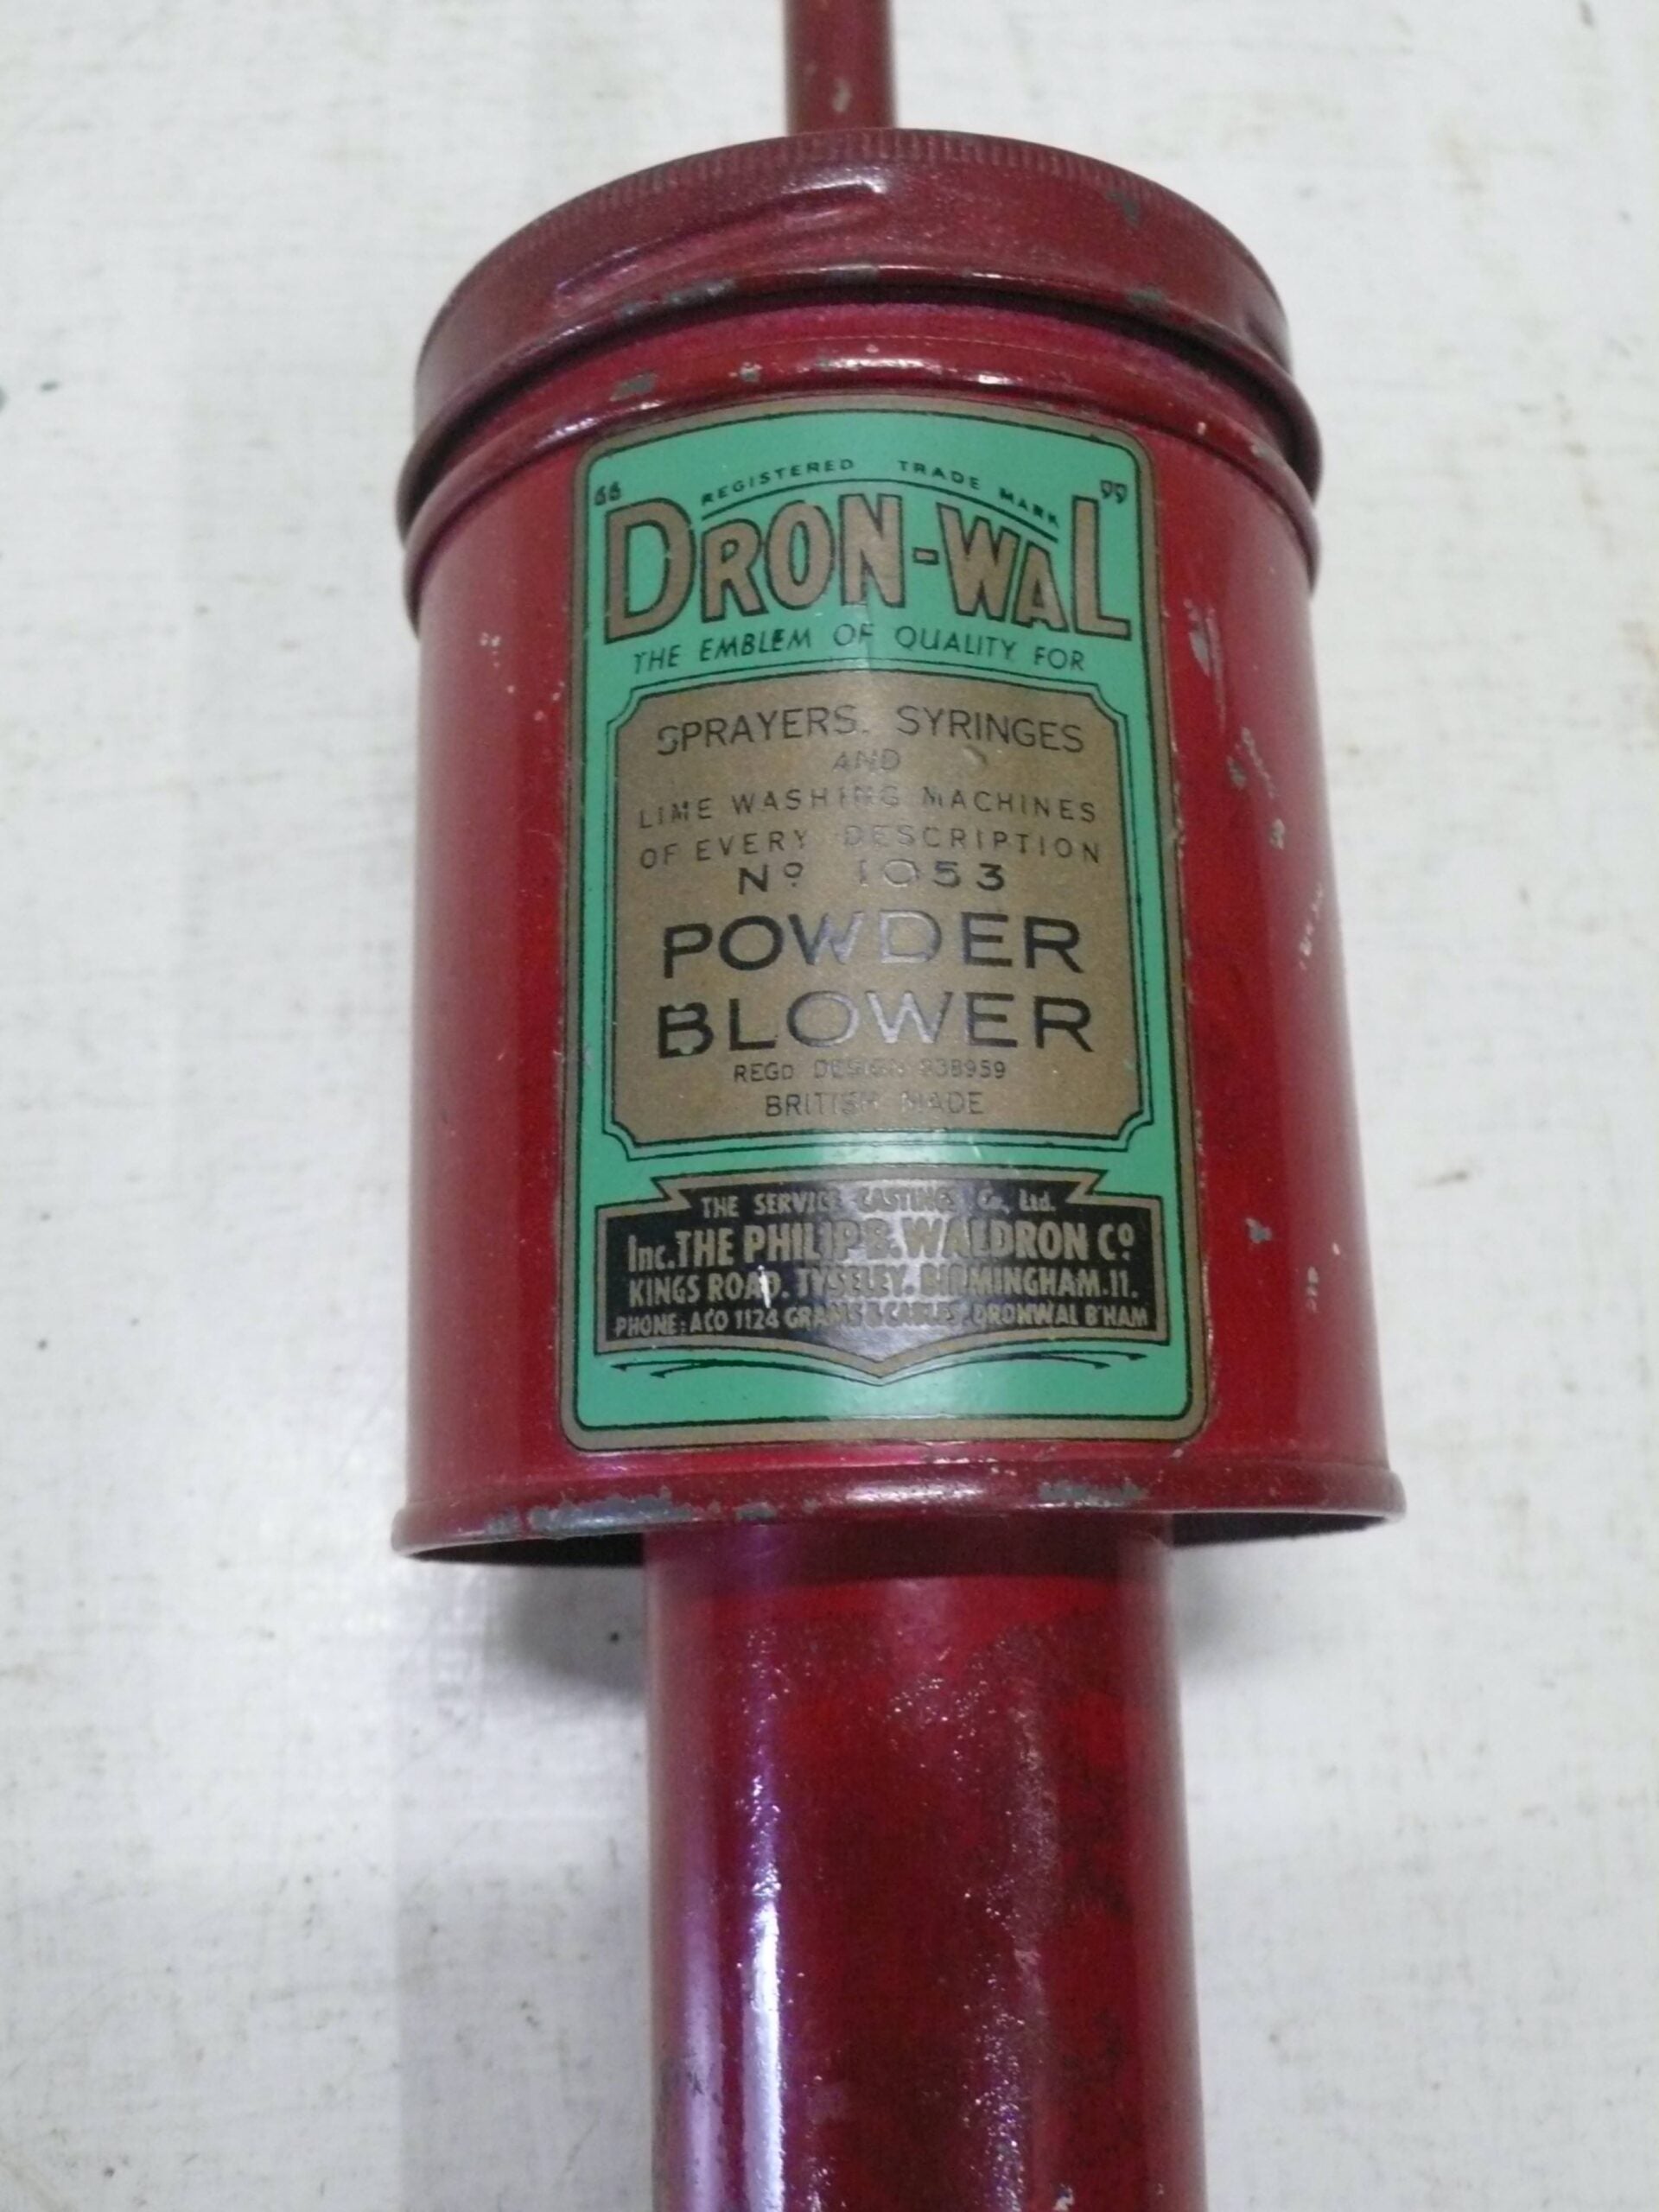 REGISTERED TRADE MARK
"DRON-WAL"
THE EMBLEM OF QUALITY FOR
SPRAYERS. SYRINGES
AND
LIME WASHING MACHINES
OF EVERY DESCRIPTION
Nº 1053
POWDER
BLOWER
REGD DESIGN 838959
BRITISH MADE
THE SERVICE CASTINGS Co., Ltd.
Inc. THE PHILIP B. WALDRON Cº.
KINGS ROAD. TYSELEY. BIRMINGHAM.11.
PHONE: ACO 1124 GRAMS & CABLES. DRONWAL B'HAM